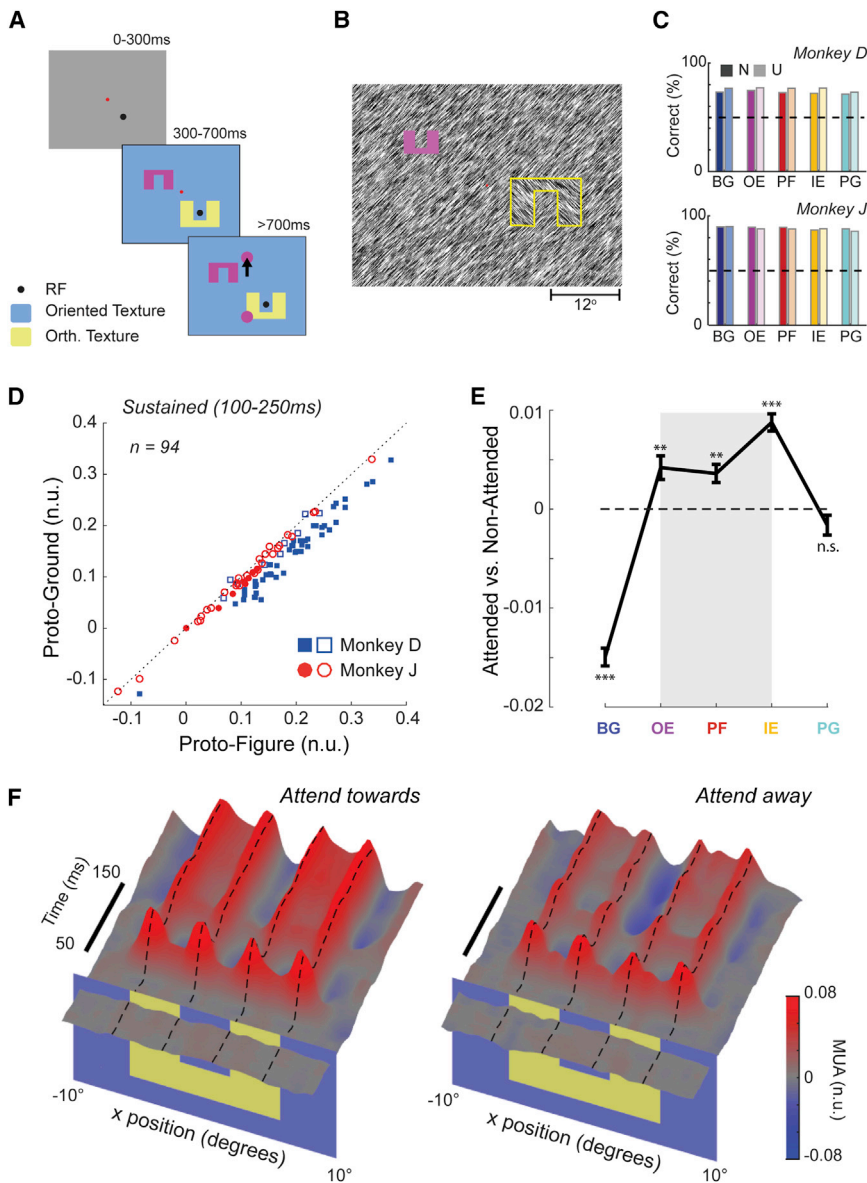 A
0-300ms
300-700ms
>700ms
RF
Oriented Texture
Orth. Texture
B
12°
C
Monkey D
N U
100
0
Correct (%)
BG OE PF IE PG
Monkey J
100
0
Correct (%)
BG OE PF IE PG
D
Sustained (100-250ms)
n = 94
0.4
0.3
0.2
0.1
0
-0.1
Proto-Ground (n.u.)
Monkey D
Monkey J
-0.1 0 0.1 0.2 0.3 0.4
Proto-Figure (n.u.)
E
0.01
0
-0.01
-0.02
Attended vs. Non-Attended
***
**
**
***
n.s.
BG OE PF IE PG
F
Attend towards
Attend away
Time (ms)
150
50
-10°
x position (degrees)
10°
-10°
x position (degrees)
10°
0.08
0
-0.08
MUA (n.u.)